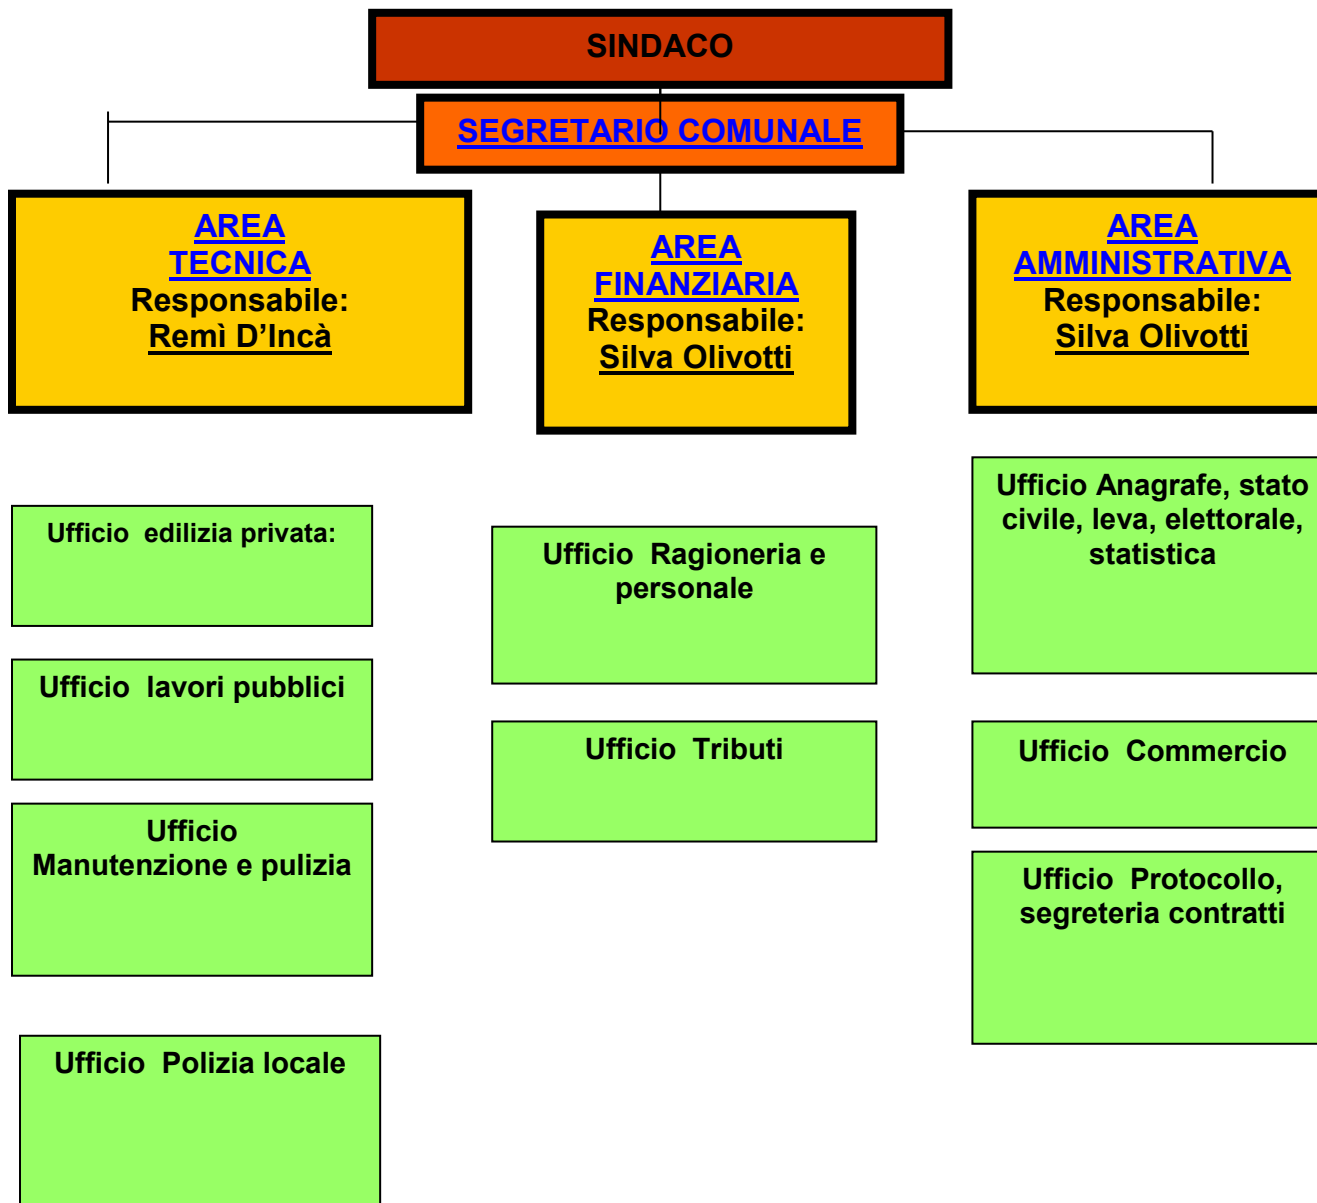 SINDACO
SEGRETARIO COMUNALE
AREA
TECNICA
Responsabile:
Remì D’Incà
AREA
FINANZIARIA
Responsabile:
Silva Olivotti
AREA
AMMINISTRATIVA
Responsabile:
Silva Olivotti
Ufficio edilizia privata:
Ufficio lavori pubblici
Ufficio
Manutenzione e pulizia
Ufficio Polizia locale
Ufficio Ragioneria e
personale
Ufficio Tributi
Ufficio Anagrafe, stato
civile, leva, elettorale,
statistica
Ufficio Commercio
Ufficio Protocollo,
segreteria contratti